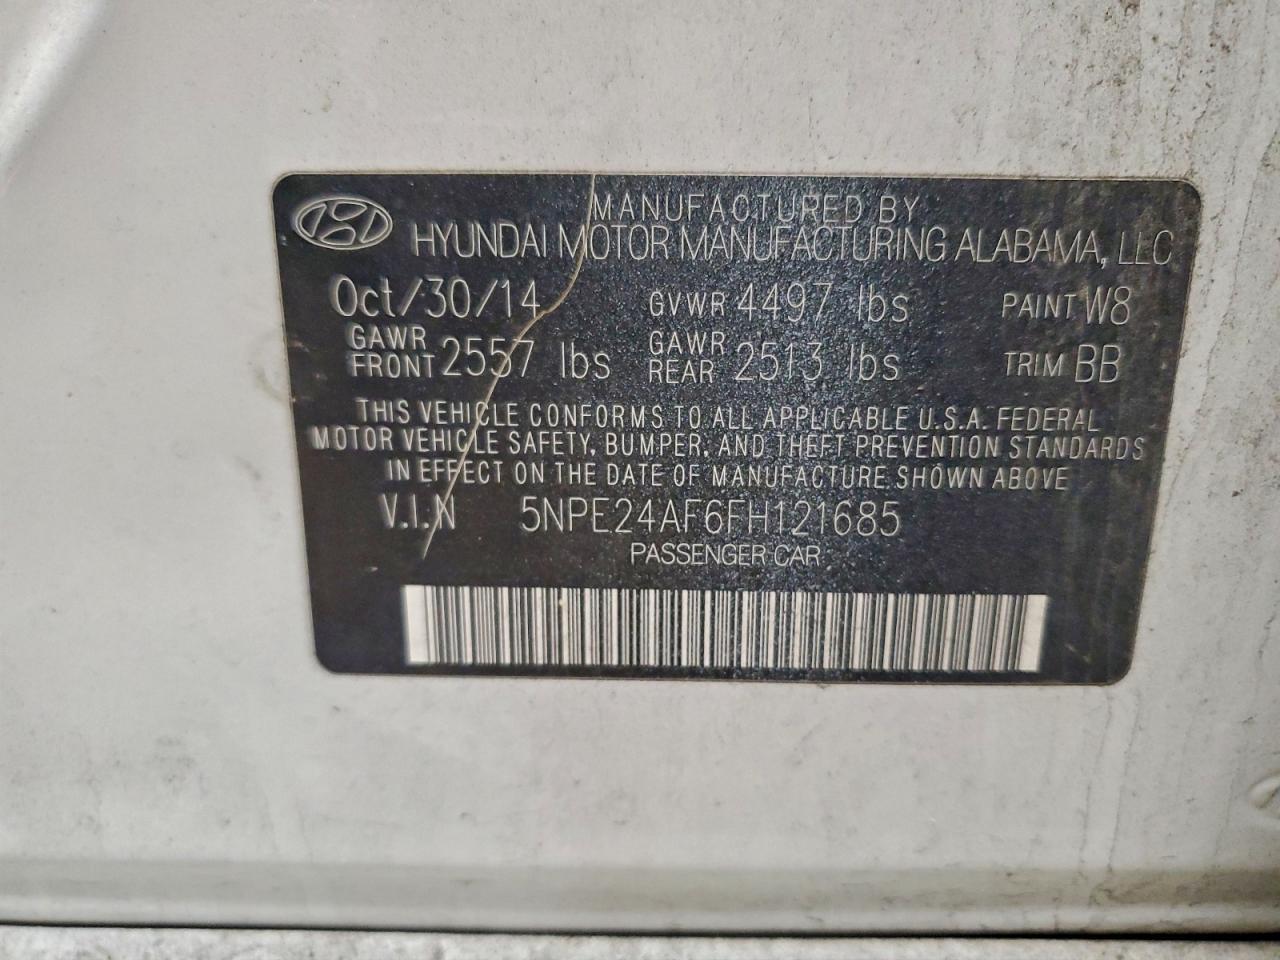 MANUFACTURED BY
HYUNDAI MOTOR MANUFACTURING ALABAMA, LLC
Oct/30/14 GVWR 4497 lbs PAINT W8
GAWR FRONT 2557 lbs GAWR REAR 2513 lbs TRIM BB
THIS VEHICLE CONFORMS TO ALL APPLICABLE U.S.A. FEDERAL
MOTOR VEHICLE SAFETY, BUMPER, AND THEFT PREVENTION STANDARDS
IN EFFECT ON THE DATE OF MANUFACTURE SHOWN ABOVE
V.I.N 5NPE24AF6FH121685
PASSENGER CAR